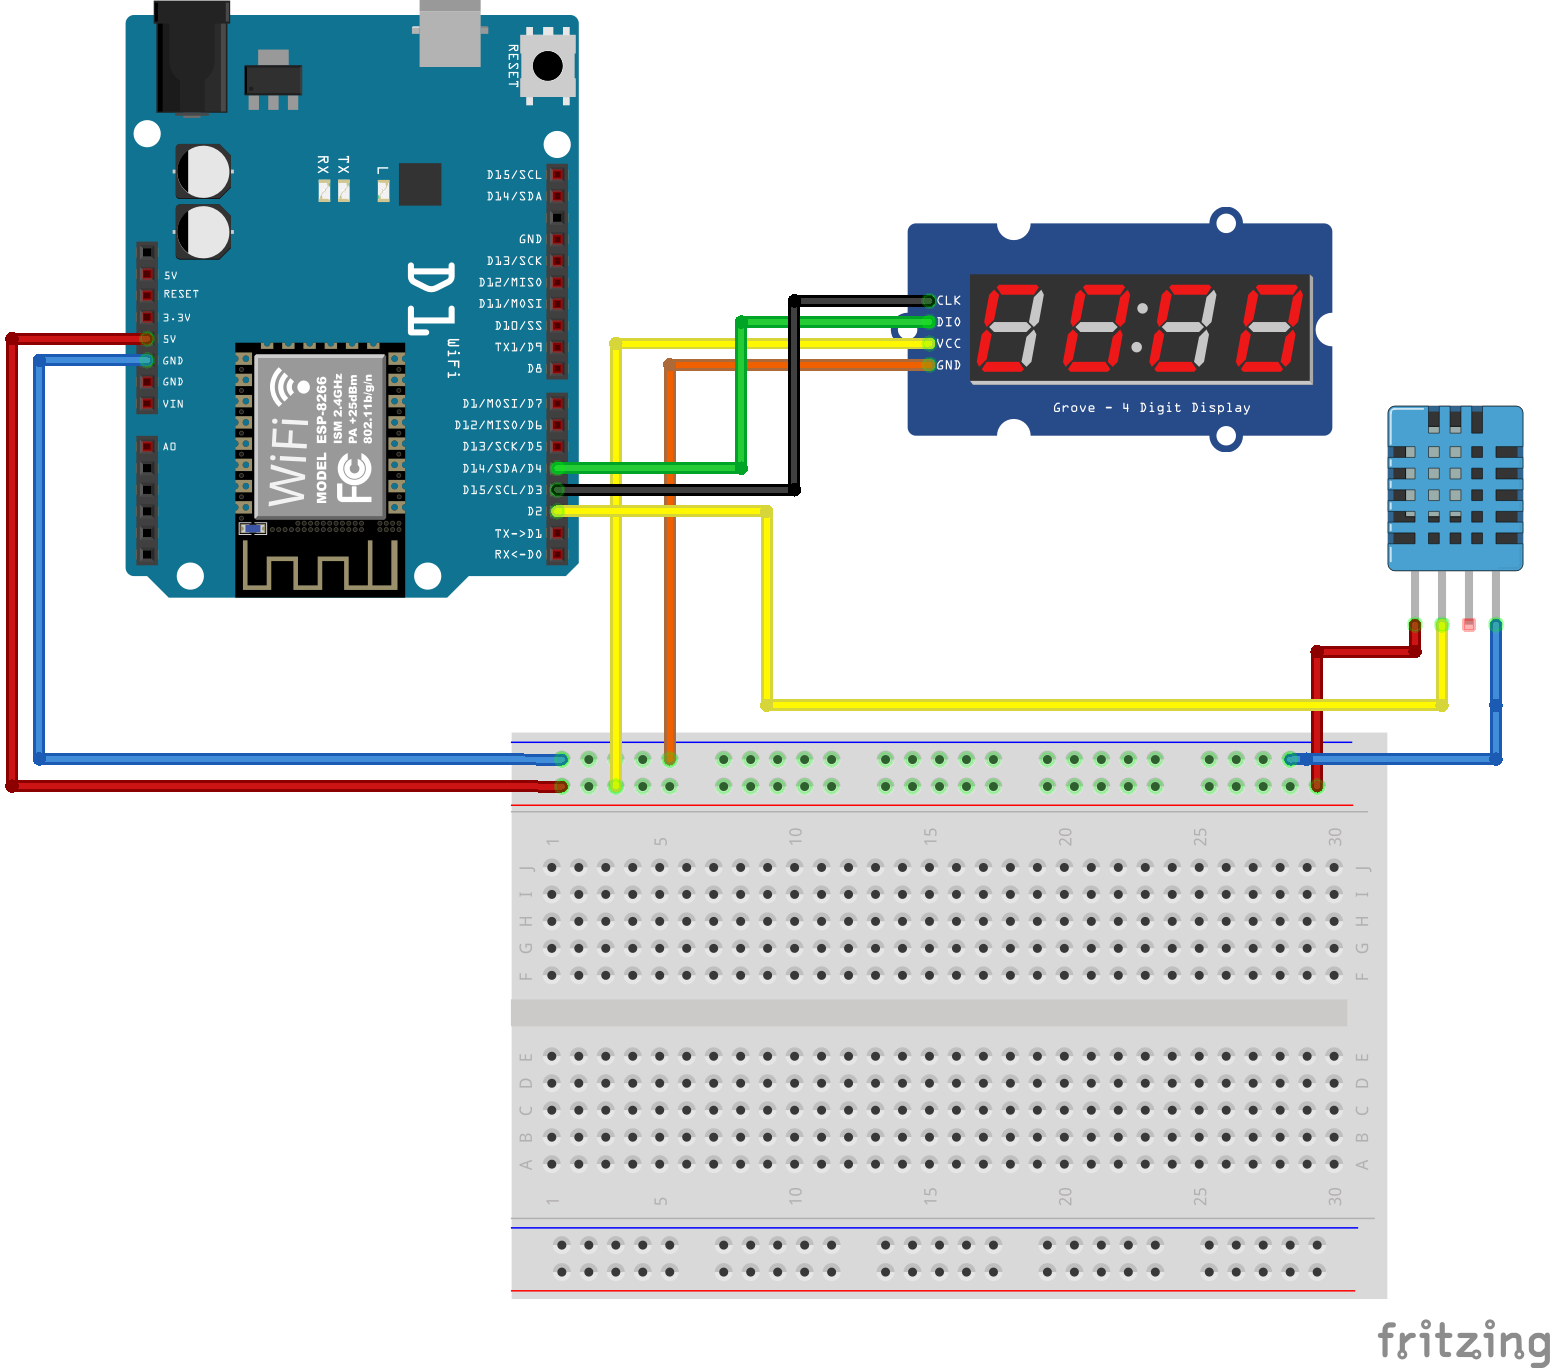 RESET
RX
TX
L
D15/SCL
D14/SDA
GND
D13/SCK
D12/MISO
D11/MOSI
D10/SS
TX1/D9
D8
D1/MOSI/D7
D12/MISO/D6
D13/SCK/D5
D14/SDA/D4
D15/SCL/D3
D2
TX->D1
RX<-D0
5V
RESET
3.3V
5V
GND
GND
VIN
A0
D1
WiFi
WiFi
MODEL ESP-8266
ISM 2.4GHz
PA +25dBm
802.11b/g/n
FC
CLK
DIO
VCC
GND
Grove - 4 Digit Display
1 5 10 15 20 25 30
J J
I I
H H
G G
F F
E E
D D
C C
B B
A A
1 5 10 15 20 25 30
fritzing